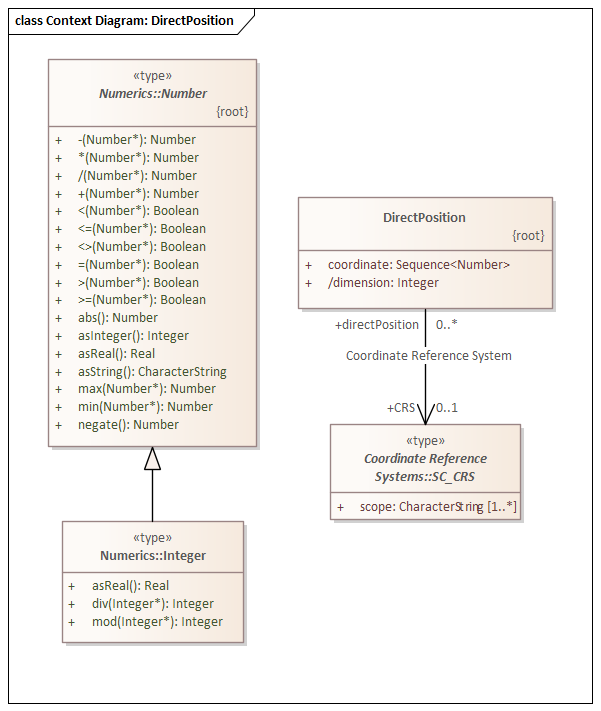 class Context Diagram: DirectPosition
«type»
Numerics::Number
{root}
+ -(Number*): Number
+ *(Number*): Number
+ /(Number*): Number
+ +(Number*): Number
+ <(Number*): Boolean
+ <=(Number*): Boolean
+ <>(Number*): Boolean
+ =(Number*): Boolean
+ >(Number*): Boolean
+ >=(Number*): Boolean
+ abs(): Number
+ asInteger(): Integer
+ asReal(): Real
+ asString(): CharacterString
+ max(Number*): Number
+ min(Number*): Number
+ negate(): Number
«type»
Numerics::Integer
+ asReal(): Real
+ div(Integer*): Integer
+ mod(Integer*): Integer
DirectPosition
{root}
+ coordinate: Sequence<Number>
+ /dimension: Integer
+directPosition 0..*
Coordinate Reference System
+CRS 0..1
«type»
Coordinate Reference
Systems::SC_CRS
+ scope: CharacterString [1..*]